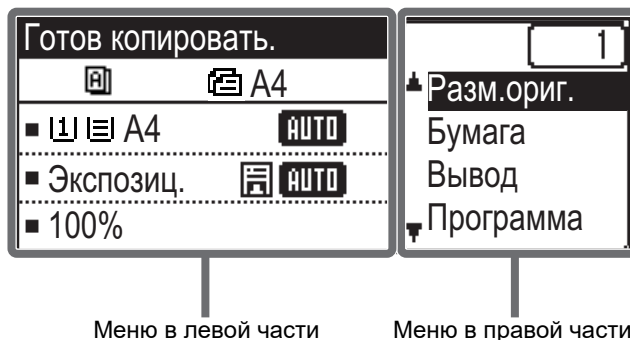 Готов копировать.
A A4
1 A4 AUTO
Экспозиц. AUTO
100%
1
Разм.ориг.
Бумага
Вывод
Программа
Меню в левой части
Меню в правой части